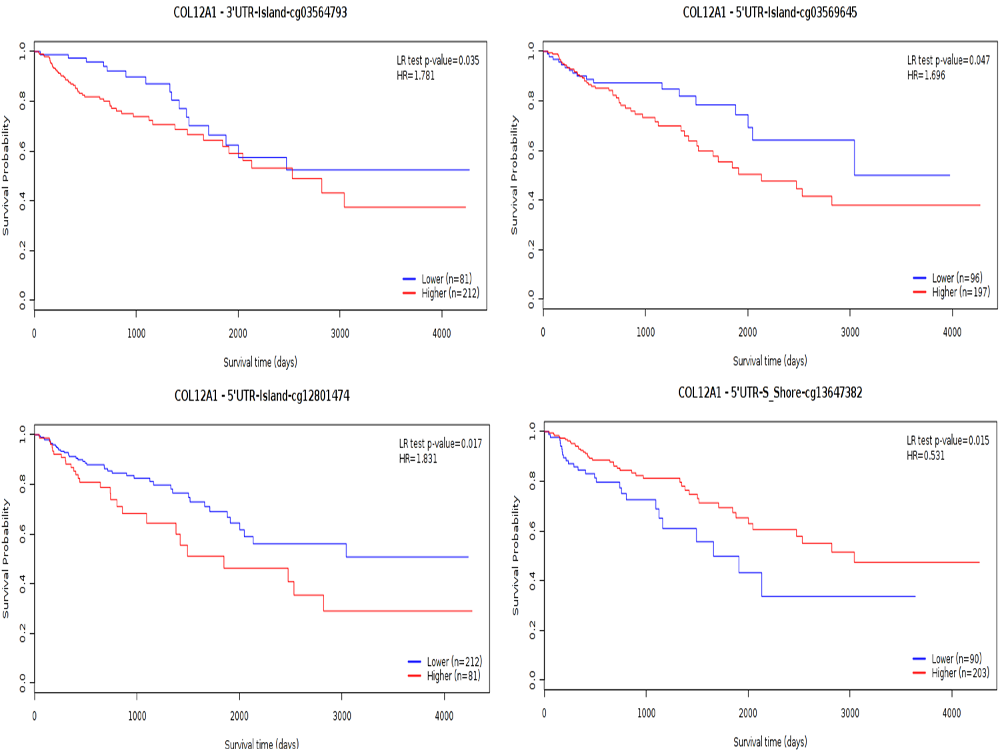 COL12A1 - 3'UTR-Island-cg03564793
LR test p-value=0.035
HR=1.781
Survival Probability
1.0
0.8
0.6
0.4
0.2
0.0
Lower (n=81)
Higher (n=212)
0 1000 2000 3000 4000
Survival time (days)
COL12A1 - 5'UTR-Island-cg03569645
LR test p-value=0.047
HR=1.696
Survival Probability
1.0
0.8
0.6
0.4
0.2
0.0
Lower (n=96)
Higher (n=197)
0 1000 2000 3000 4000
Survival time (days)
COL12A1 - 5'UTR-Island-cg12801474
LR test p-value=0.017
HR=1.831
Survival Probability
1.0
0.8
0.6
0.4
0.2
0.0
Lower (n=212)
Higher (n=81)
0 1000 2000 3000 4000
Survival time (days)
COL12A1 - 5'UTR-S_Shore-cg13647382
LR test p-value=0.015
HR=0.531
Survival Probability
1.0
0.8
0.6
0.4
0.2
0.0
Lower (n=90)
Higher (n=203)
0 1000 2000 3000 4000
Survival time (days)